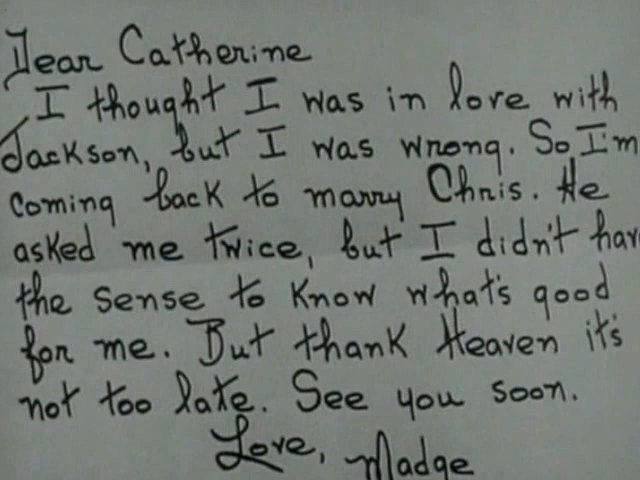 Dear Catherine
I thought I was in love with
Jackson, but I was wrong. So I'm
coming back to marry Chris. He
asked me twice, but I didn't hav
the sense to know what's good
for me. But thank Heaven it's
not too late. See you soon.
Love, Madge